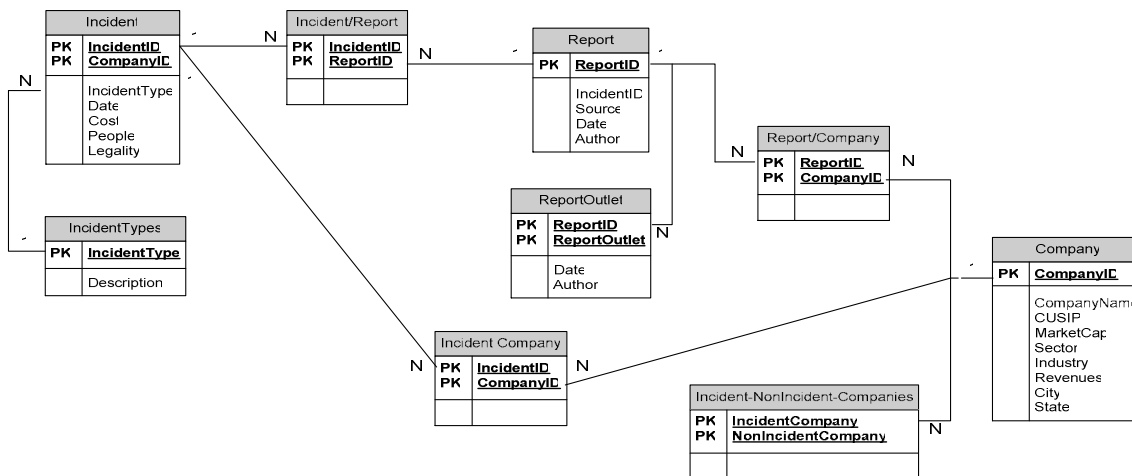 Incident
PK IncidentID
PK CompanyID
IncidentType
Date
Cost
People
Legality
N
N
Incident/Report
PK IncidentID
PK ReportID
N
Report
PK ReportID
IncidentID
Source
Date
Author
N
Report/Company
PK ReportID
PK CompanyID
N
ReportOutlet
PK ReportID
PK ReportOutlet
Date
Author
N
IncidentTypes
PK IncidentType
Description
Company
PK CompanyID
CompanyName
CUSIP
MarketCap
Sector
Industry
Revenues
City
State
N
Incident Company
PK IncidentID
PK CompanyID
N
Incident-NonIncident-Companies
PK IncidentCompany
PK NonIncidentCompany
N